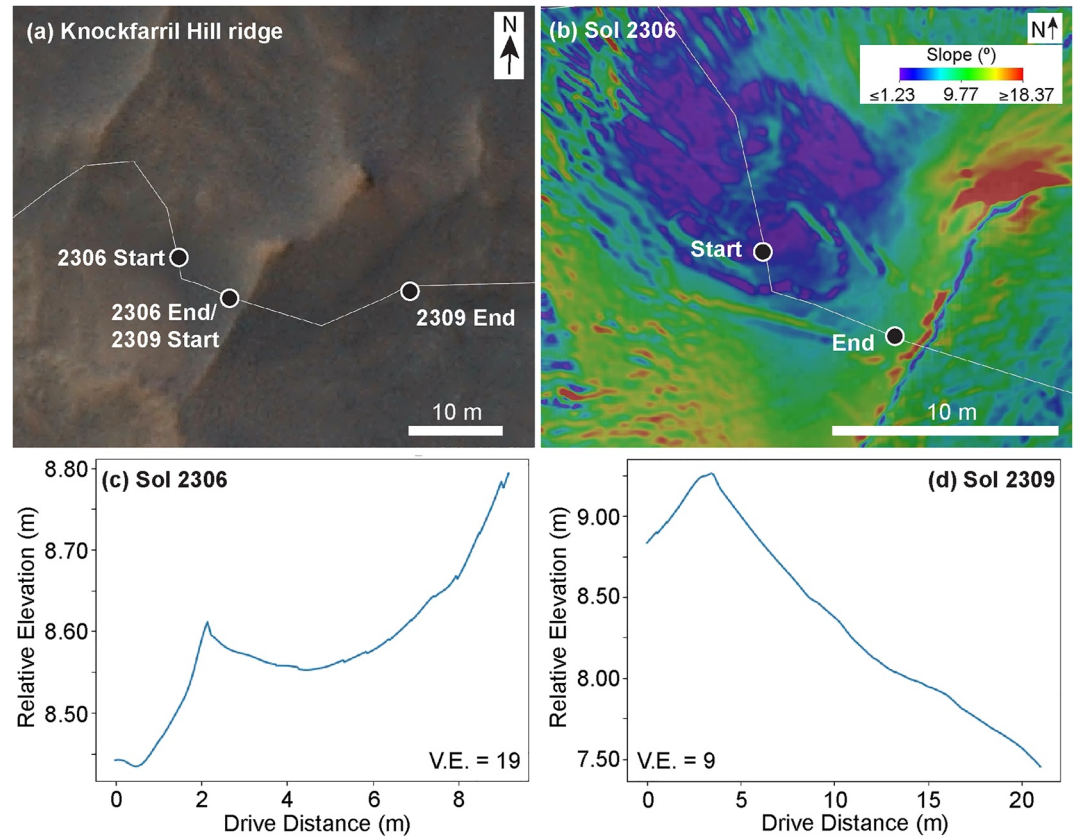 (a) Knockfarril Hill ridge
N
2306 Start
2306 End/
2309 Start
2309 End
10 m
(b) Sol 2306
N
Slope (º)
≤1.23 9.77 ≥18.37
Start
End
10 m
(c) Sol 2306
Relative Elevation (m)
8.80
8.70
8.60
8.50
V.E. = 19
0 2 4 6 8
Drive Distance (m)
(d) Sol 2309
Relative Elevation (m)
9.00
8.50
8.00
7.50
V.E. = 9
0 5 10 15 20
Drive Distance (m)